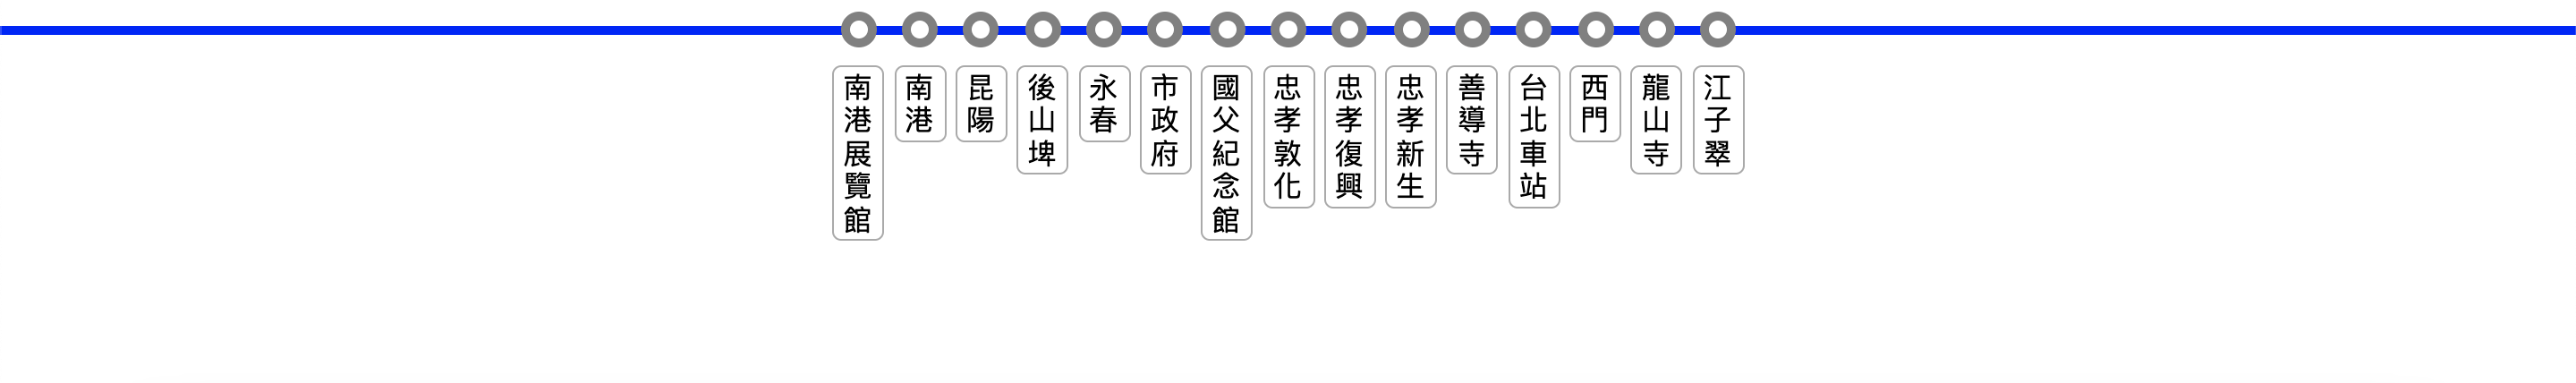 南港展覽館
南港
昆陽
後山埤
永春
市政府
國父紀念館
忠孝敦化
忠孝復興
忠孝新生
善導寺
台北車站
西門
龍山寺
江子翠